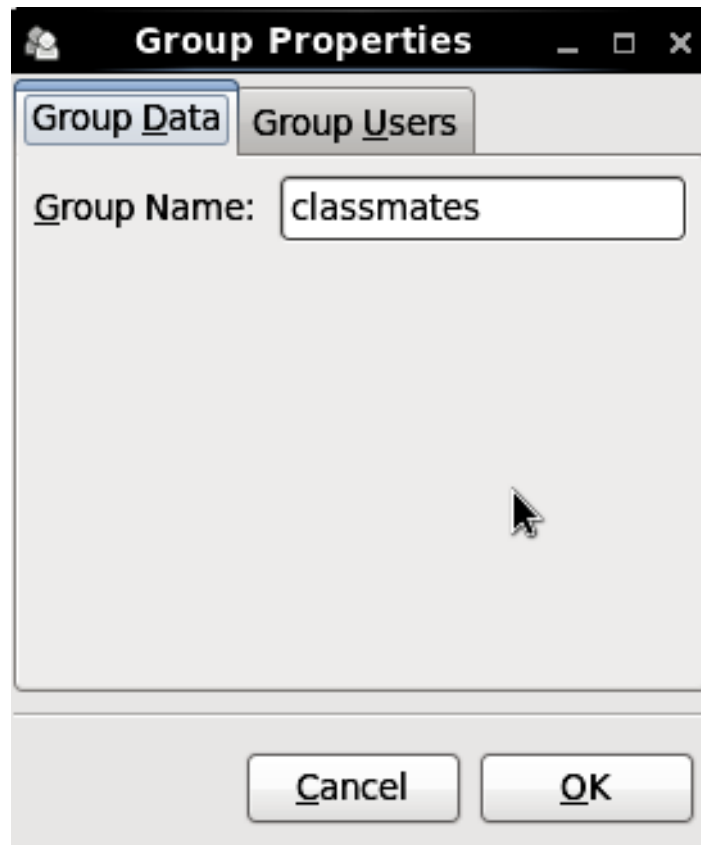 Group Properties
Group Data
Group Users
Group Name: classmates
Cancel
OK